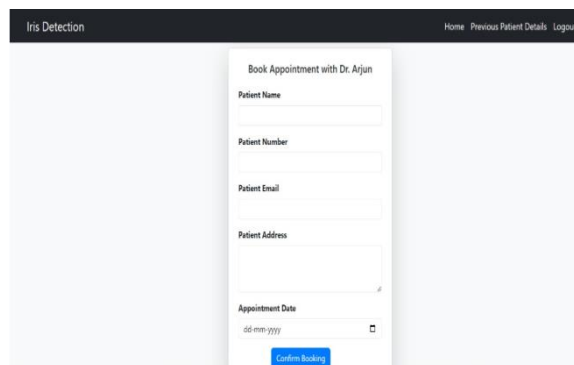 Iris Detection
Home Previous Patient Details Logou
Book Appointment with Dr. Arjun
Patient Name
Patient Number
Patient Email
Patient Address
Appointment Date
dd-mm-yyyy
Confirm Booking